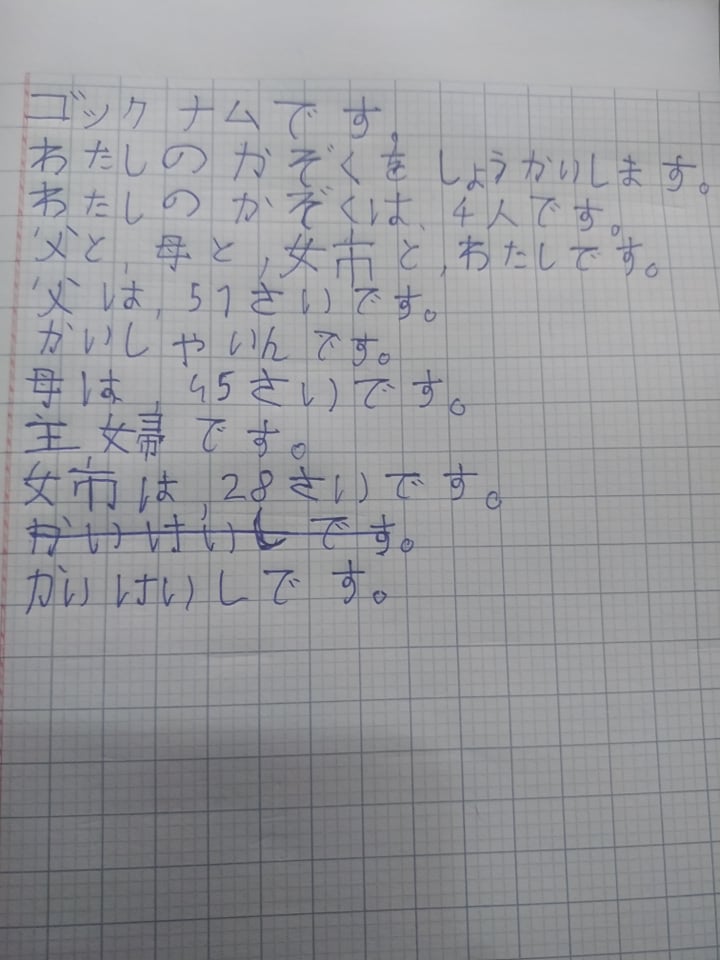 ゴック ナムです。
わたしのかぞくをしょうかいします。
わたしのかぞくは、4人です。
父と、母と、姉と、わたしです。
父は、51さいです。
かいしゃいんです。
母は、45さいです。
主婦です。
姉は、28さいです。
かいけいしです。
かいけいしです。